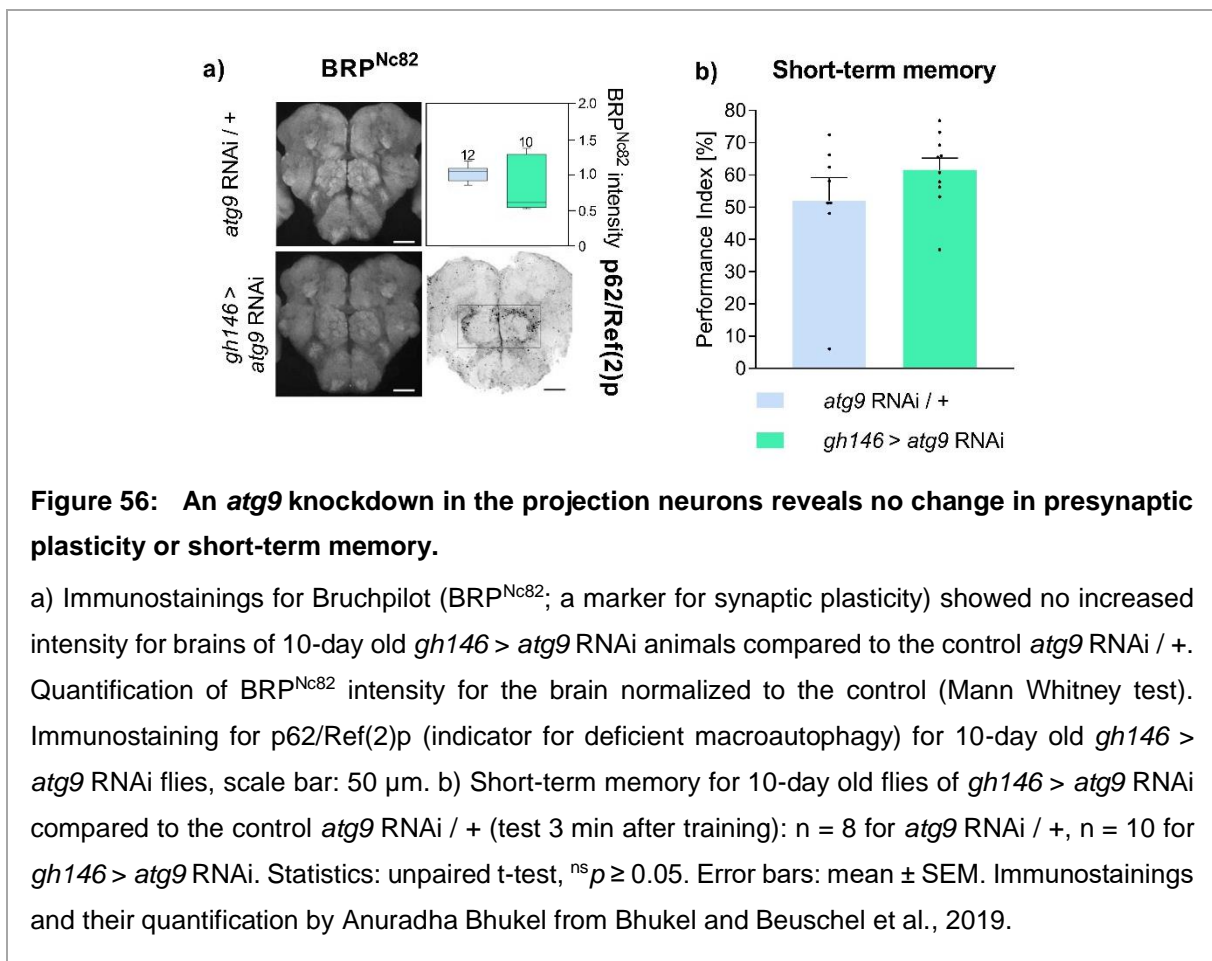 a)
BRP^Nc82
atg9 RNAi / +
gh146 >
atg9 RNAi
12
10
2.0
1.5
1.0
0.5
0
BRP^Nc82 intensity
p62/Ref(2)p
b)
Short-term memory
Performance Index [%]
80
70
60
50
40
30
20
10
0
atg9 RNAi / +
gh146 > atg9 RNAi
Figure 56: An atg9 knockdown in the projection neurons reveals no change in presynaptic
plasticity or short-term memory.
a) Immunostainings for Bruchpilot (BRP^Nc82; a marker for synaptic plasticity) showed no increased
intensity for brains of 10-day old gh146 > atg9 RNAi animals compared to the control atg9 RNAi / +.
Quantification of BRP^Nc82 intensity for the brain normalized to the control (Mann Whitney test).
Immunostaining for p62/Ref(2)p (indicator for deficient macroautophagy) for 10-day old gh146 >
atg9 RNAi flies, scale bar: 50 µm. b) Short-term memory for 10-day old flies of gh146 > atg9 RNAi
compared to the control atg9 RNAi / + (test 3 min after training): n = 8 for atg9 RNAi / +, n = 10 for
gh146 > atg9 RNAi. Statistics: unpaired t-test, ^ns p ≥ 0.05. Error bars: mean ± SEM. Immunostainings
and their quantification by Anuradha Bhukel from Bhukel and Beuschel et al., 2019.